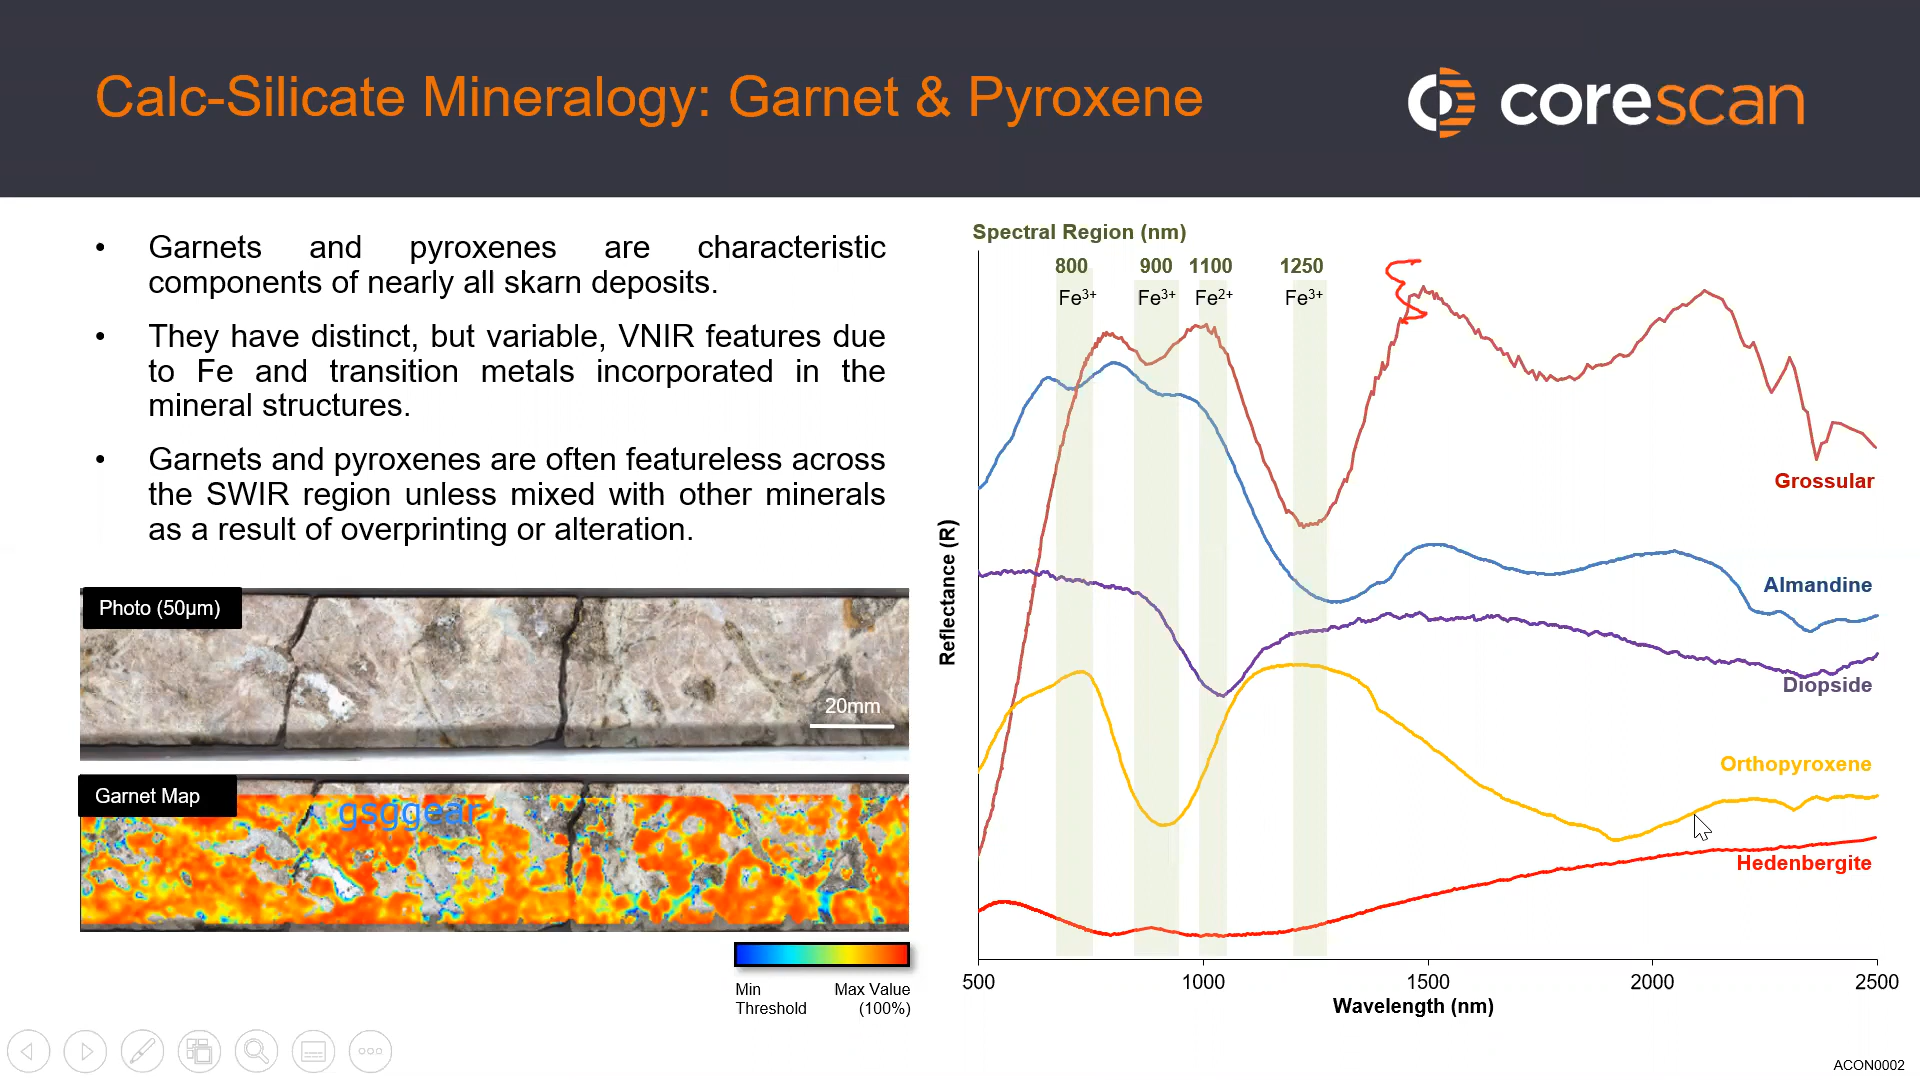 Calc-Silicate Mineralogy: Garnet & Pyroxene
corescan
• Garnets and pyroxenes are characteristic
components of nearly all skarn deposits.
• They have distinct, but variable, VNIR features due
to Fe and transition metals incorporated in the
mineral structures.
• Garnets and pyroxenes are often featureless across
the SWIR region unless mixed with other minerals
as a result of overprinting or alteration.
Photo (50µm)
20mm
Garnet Map
gsggear
Min
Threshold
Max Value
(100%)
Spectral Region (nm)
800 900 1100 1250
Fe³⁺ Fe³⁺ Fe²⁺ Fe³⁺
Reflectance (R)
Grossular
Almandine
Diopside
Orthopyroxene
Hedenbergite
500 1000 1500 2000 2500
Wavelength (nm)
ACON0002